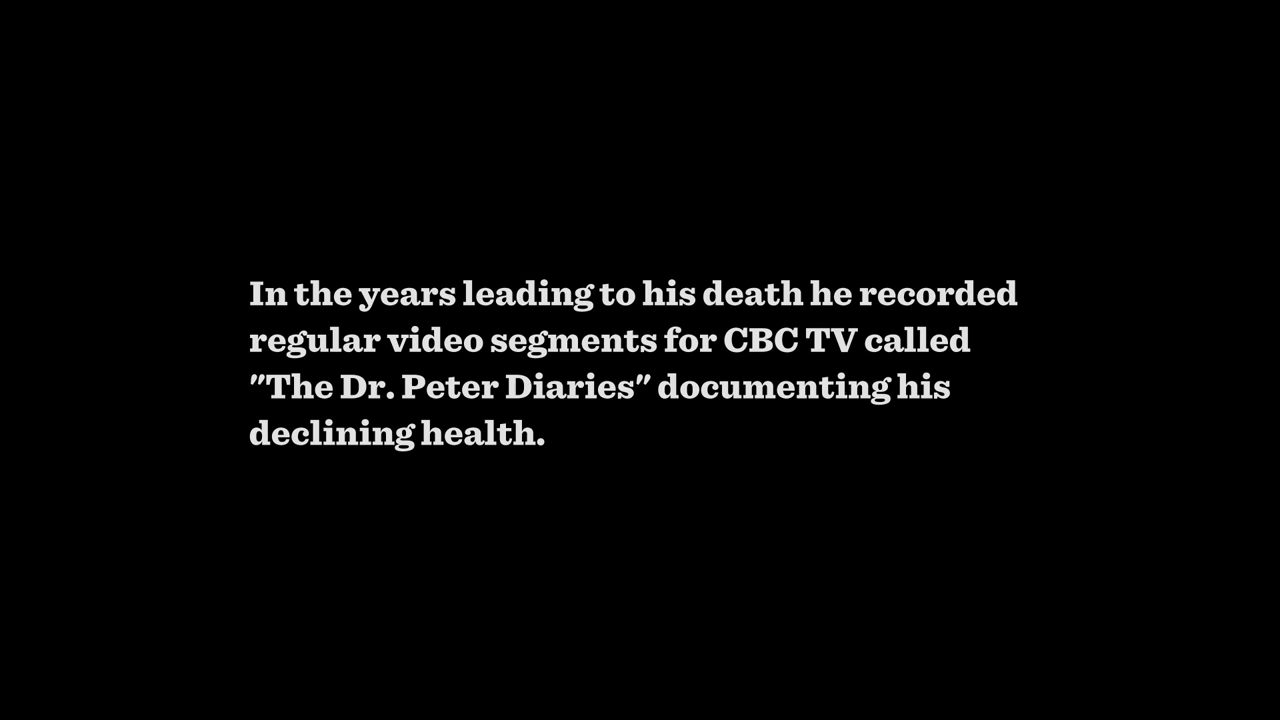 In the years leading to his death he recorded
regular video segments for CBC TV called
"The Dr. Peter Diaries" documenting his
declining health.